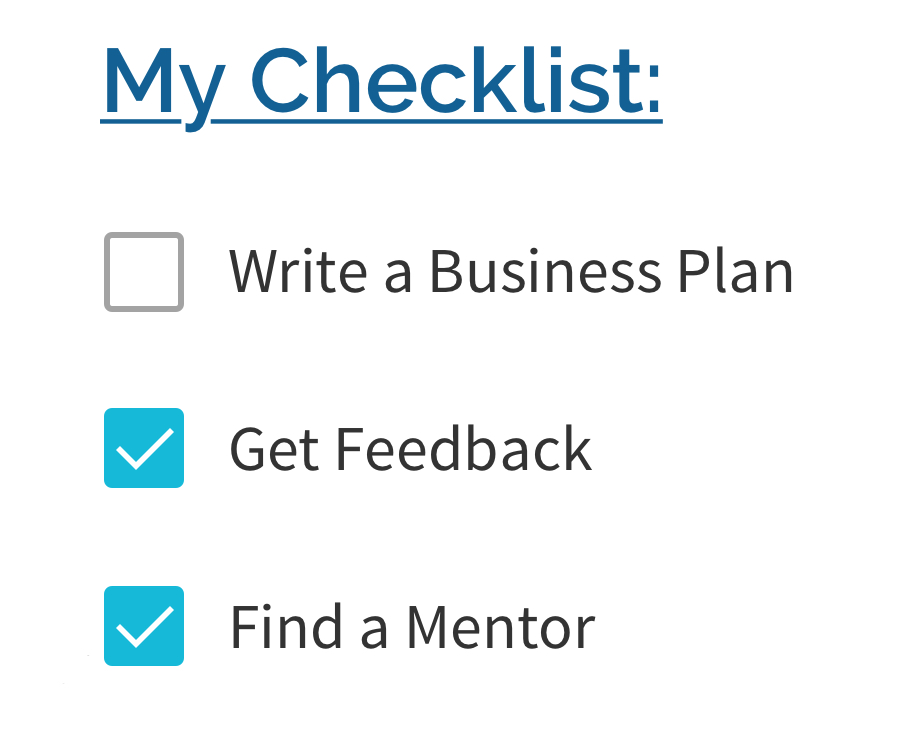 My Checklist:
Write a Business Plan
Get Feedback
Find a Mentor